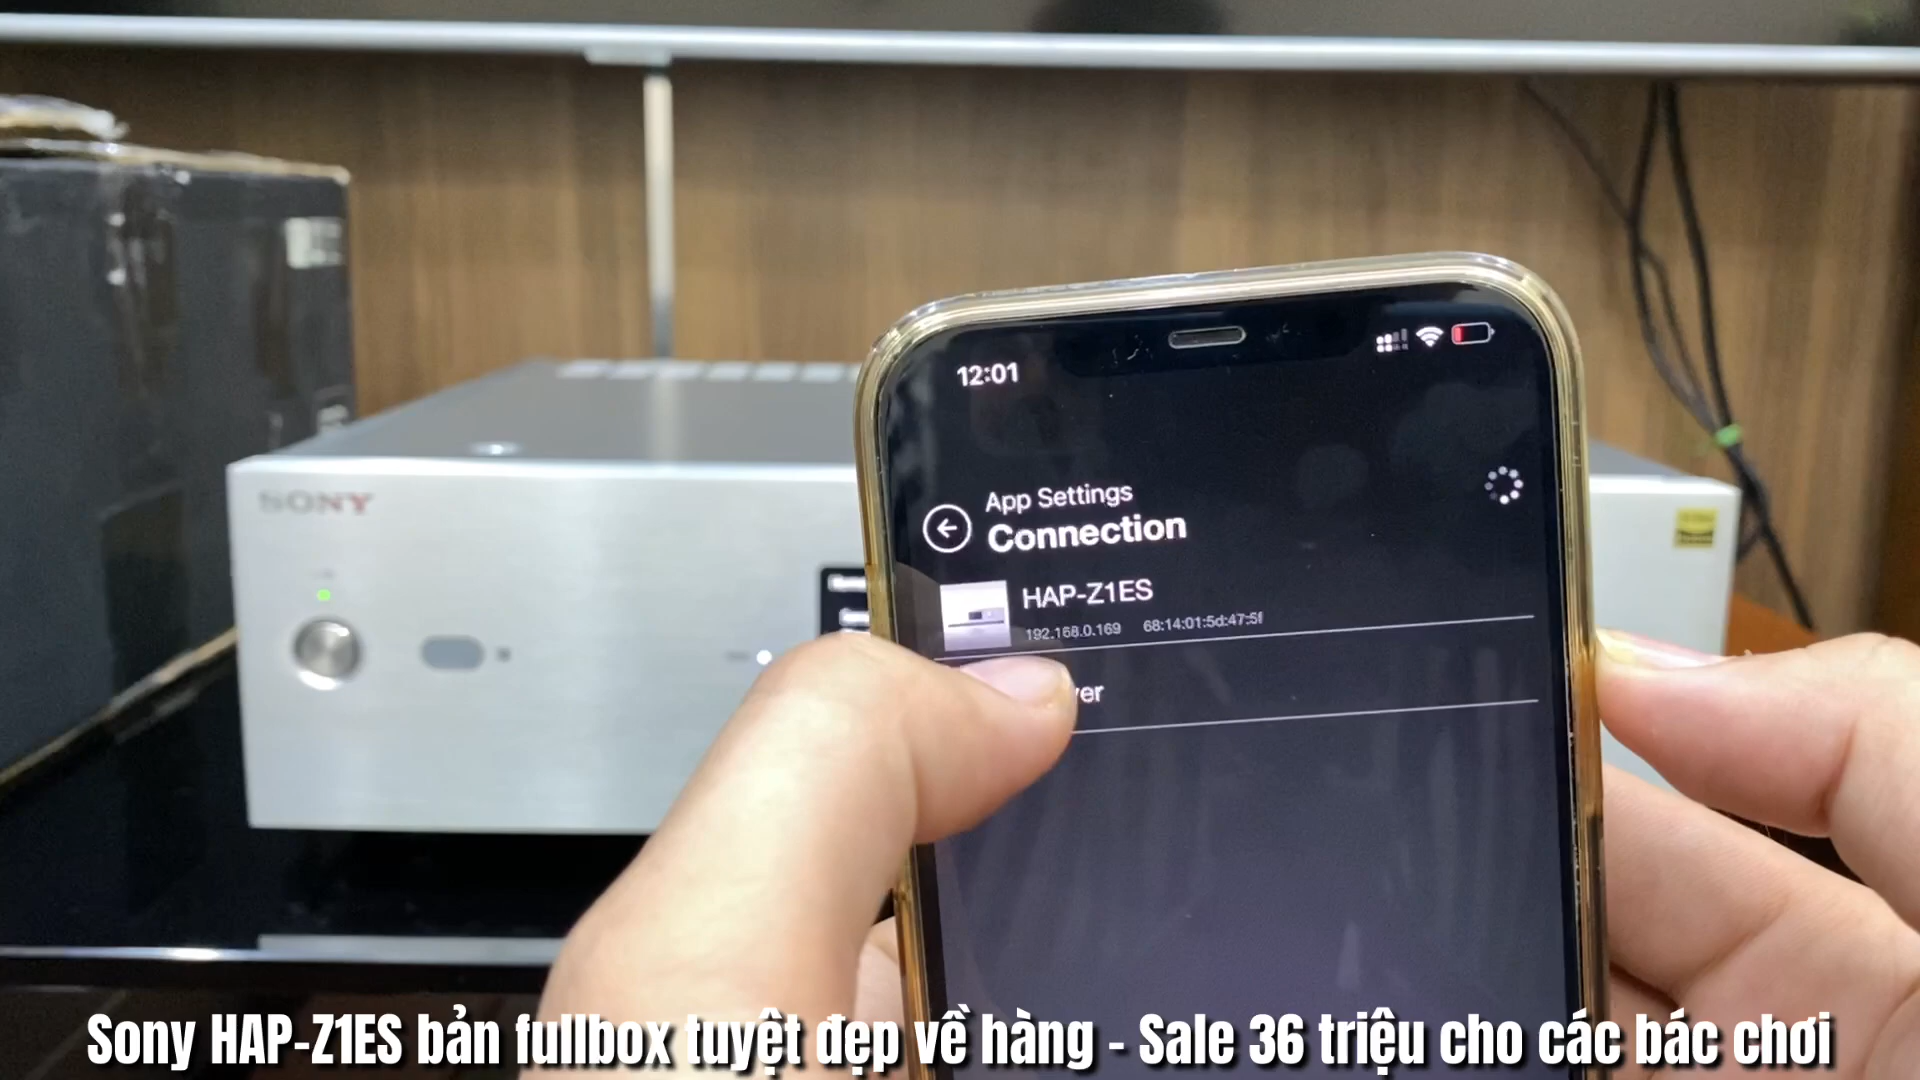 12:01
App Settings
Connection
HAP-Z1ES
192.168.0.169 68:14:01:5d:47:5f
SONY
Sony HAP-Z1ES bản fullbox tuyệt đẹp về hàng - Sale 36 triệu cho các bác chơi